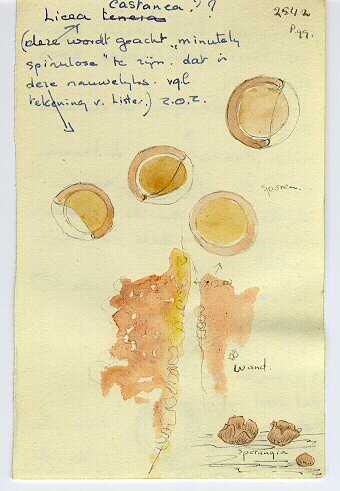 castanea. ? ?
Licea tenera
2542
P.49.
(deze wordt geacht "minutely
spinulose" te zijn. dat is
deze nauwelijks. vgl
tekening v. Lister.) z.o.z.
sporen.
Wand.
Sporangia